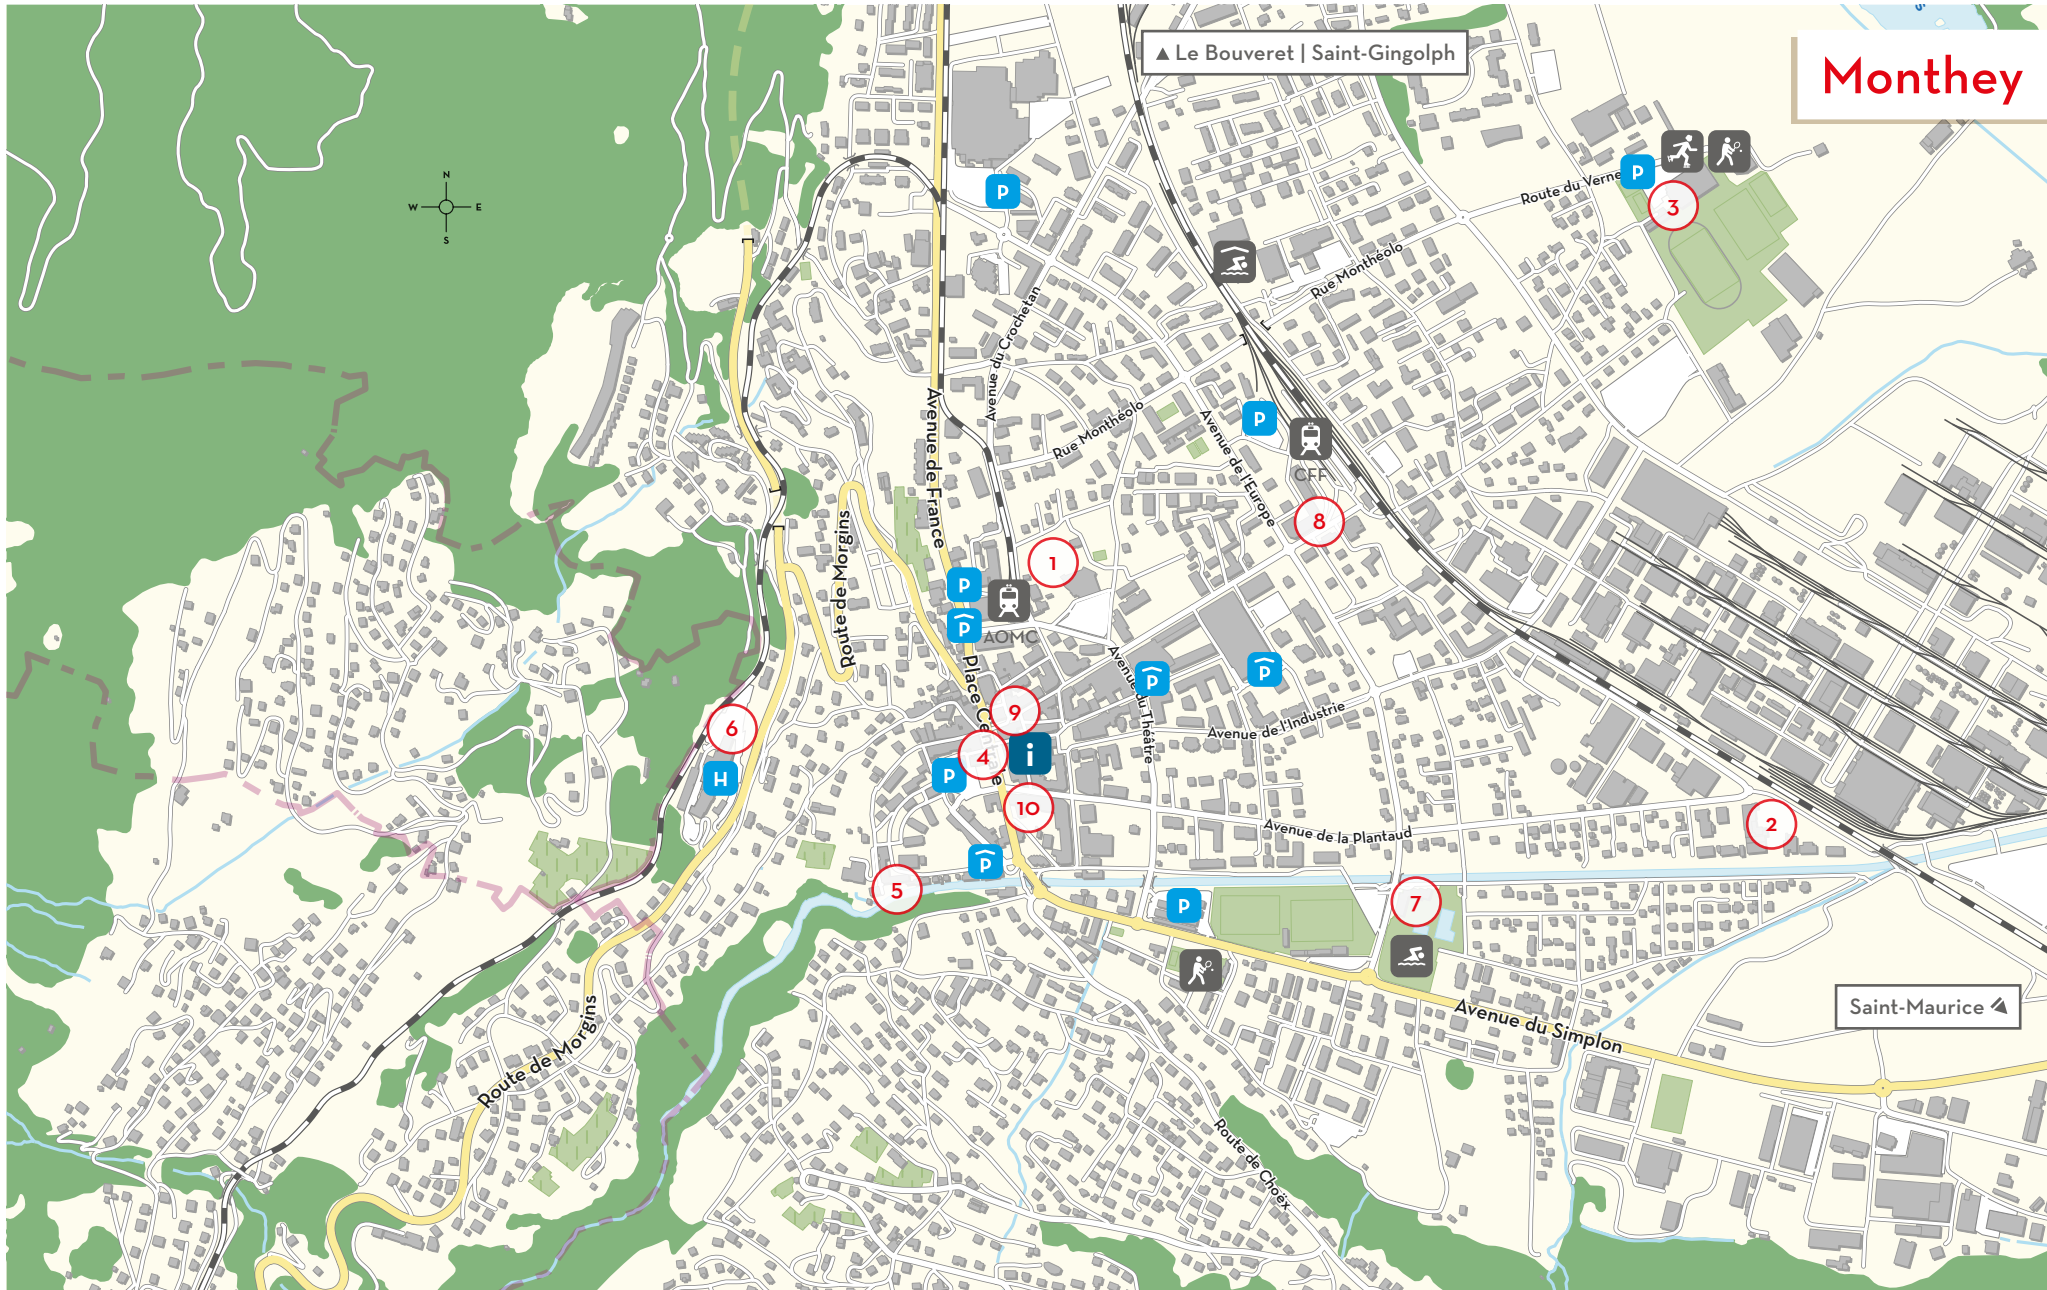 Le Bouveret | Saint-Gingolph
Monthey
N
W E
S
P
P
3
Route du Verne
Rue Monthéolo
Avenue du Crochetan
Avenue de France
Rue Monthéolo
Avenue de l'Europe
P
CFF
8
1
P
P
AOMC
Route de Morgins
Place Centrale
Avenue du Théâtre
P
P
Avenue de l'Industrie
9
6
H
4
i
P
10
Avenue de la Plantaud
2
P
5
P
7
Saint-Maurice
Avenue du Simplon
Route de Morgins
Route de Choëx